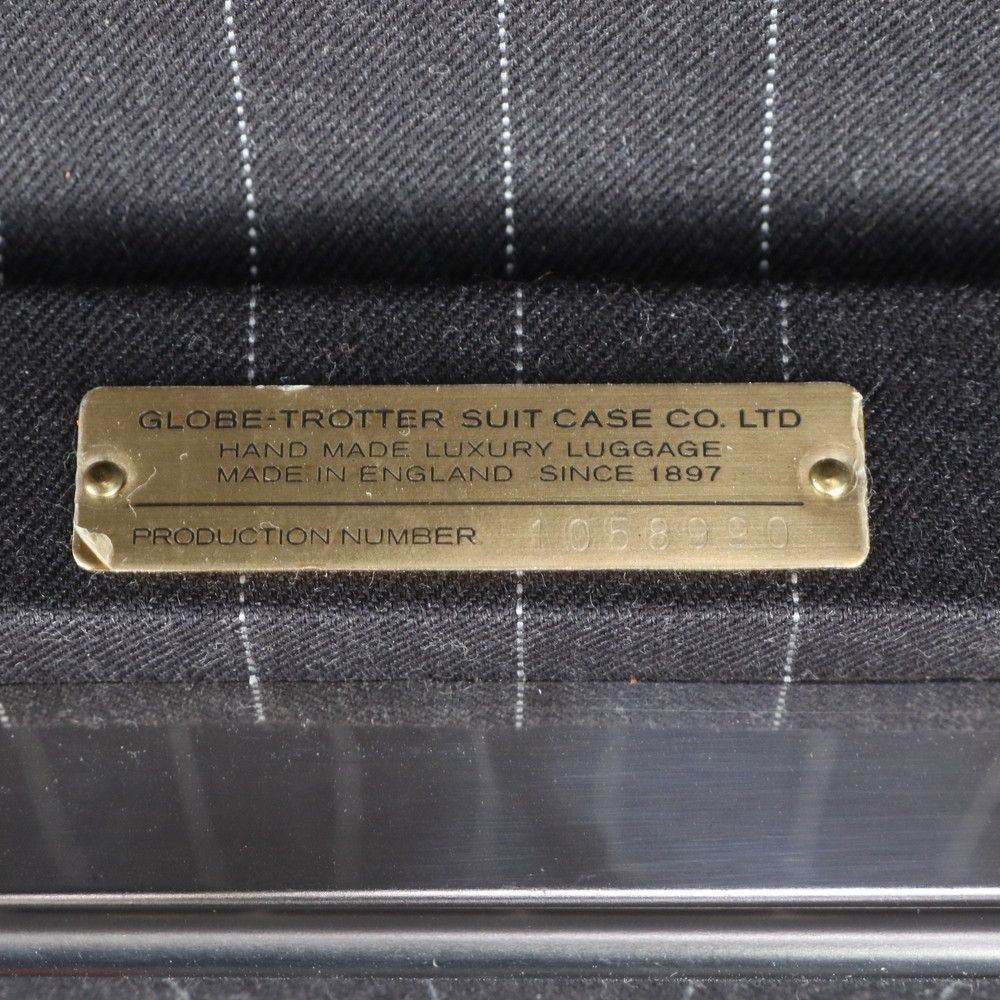 GLOBE-TROTTER SUIT CASE CO. LTD
HAND MADE LUXURY LUGGAGE
MADE IN ENGLAND SINCE 1897
PRODUCTION NUMBER 1058990